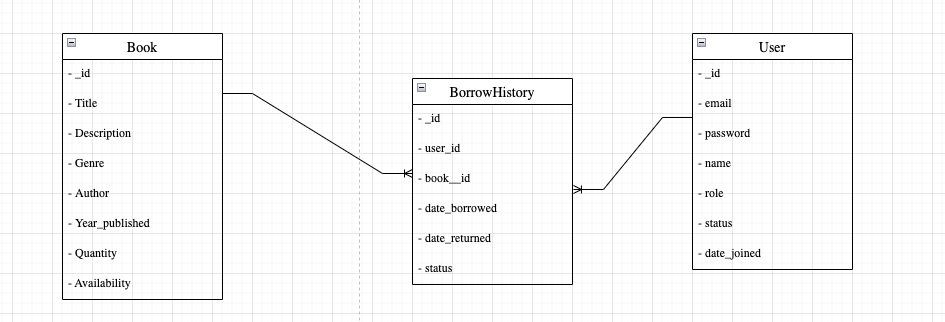 Book
- _id
- Title
- Description
- Genre
- Author
- Year_published
- Quantity
- Availability
BorrowHistory
- _id
- user_id
- book__id
- date_borrowed
- date_returned
- status
User
- _id
- email
- password
- name
- role
- status
- date_joined